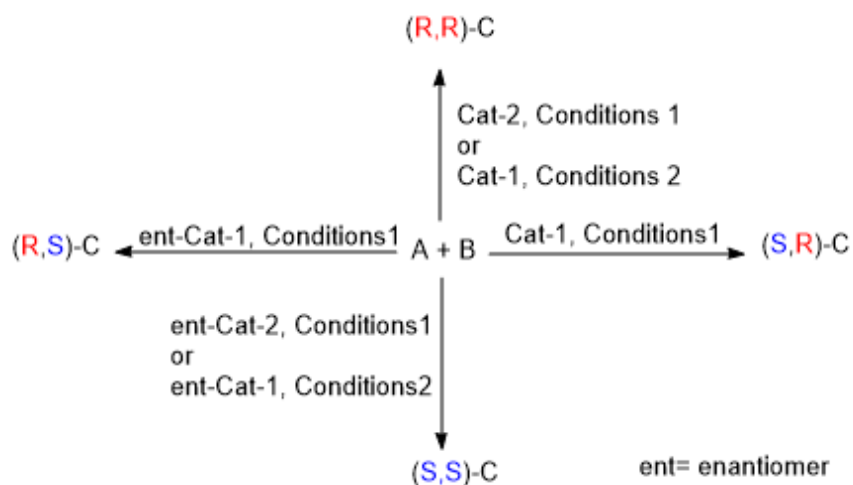 (R,R)-C
Cat-2, Conditions 1
or
Cat-1, Conditions 2
(R,S)-C
ent-Cat-1, Conditions1
A + B
Cat-1, Conditions1
(S,R)-C
ent-Cat-2, Conditions1
or
ent-Cat-1, Conditions2
(S,S)-C
ent= enantiomer